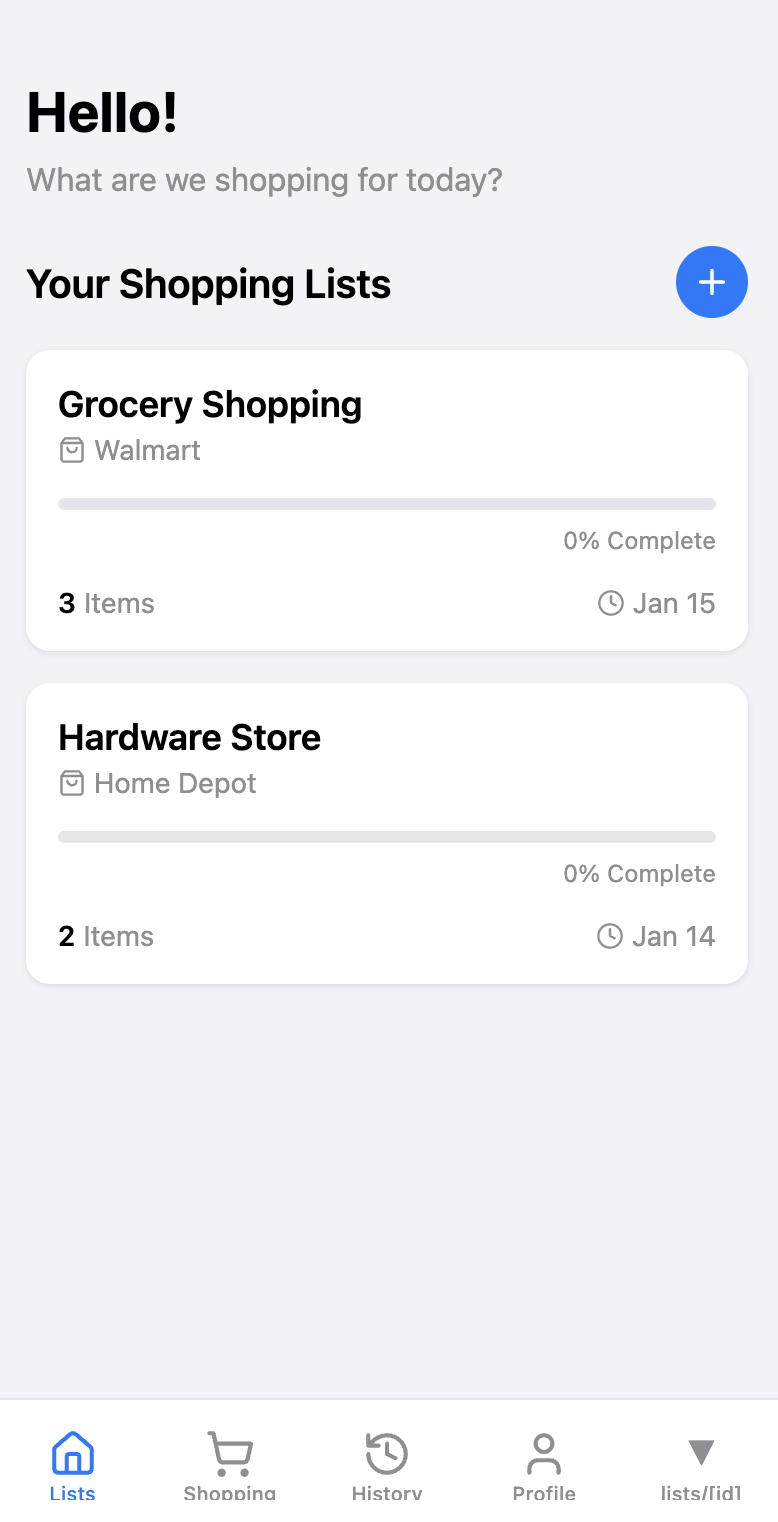 Hello!
What are we shopping for today?
Your Shopping Lists
Grocery Shopping
Walmart
0% Complete
3 Items
Jan 15
Hardware Store
Home Depot
0% Complete
2 Items
Jan 14
Lists
Shopping
History
Profile
lists/[id]